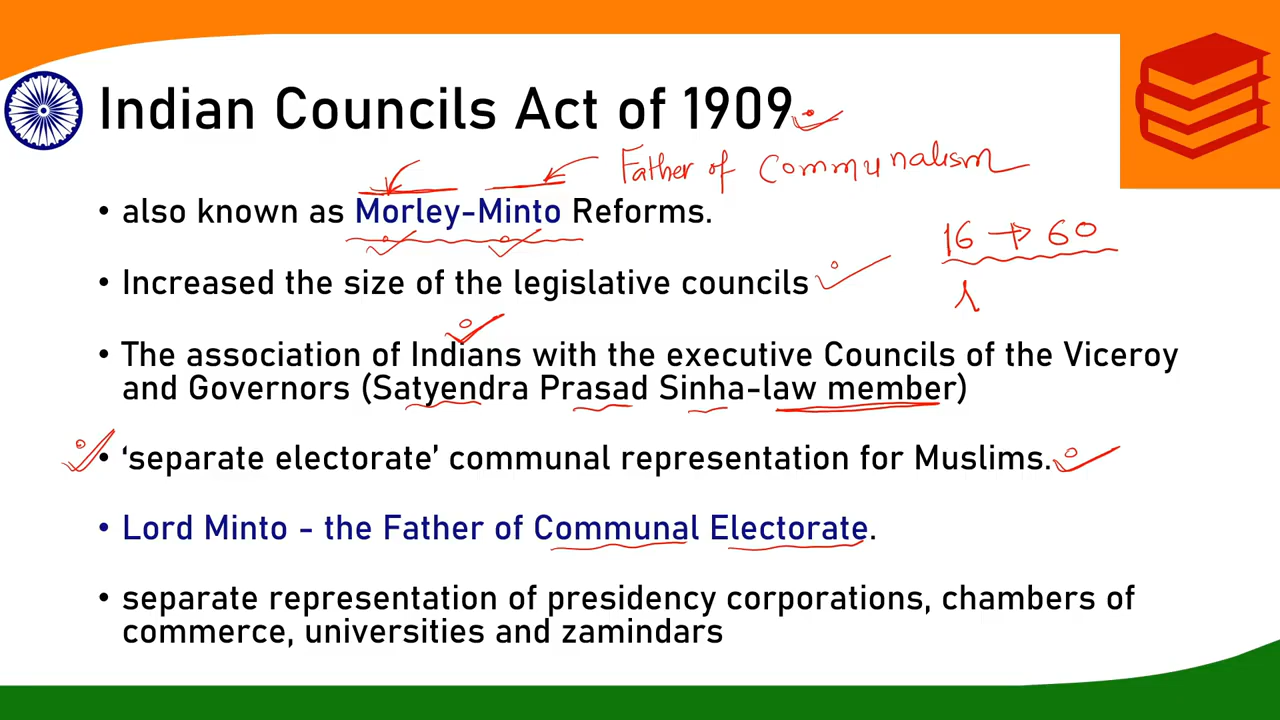 Indian Councils Act of 1909
Father of Communalism
• also known as Morley-Minto Reforms.
16 → 60
• Increased the size of the legislative councils
• The association of Indians with the executive Councils of the Viceroy
and Governors (Satyendra Prasad Sinha-law member)
• ‘separate electorate’ communal representation for Muslims.
• Lord Minto - the Father of Communal Electorate.
• separate representation of presidency corporations, chambers of
commerce, universities and zamindars